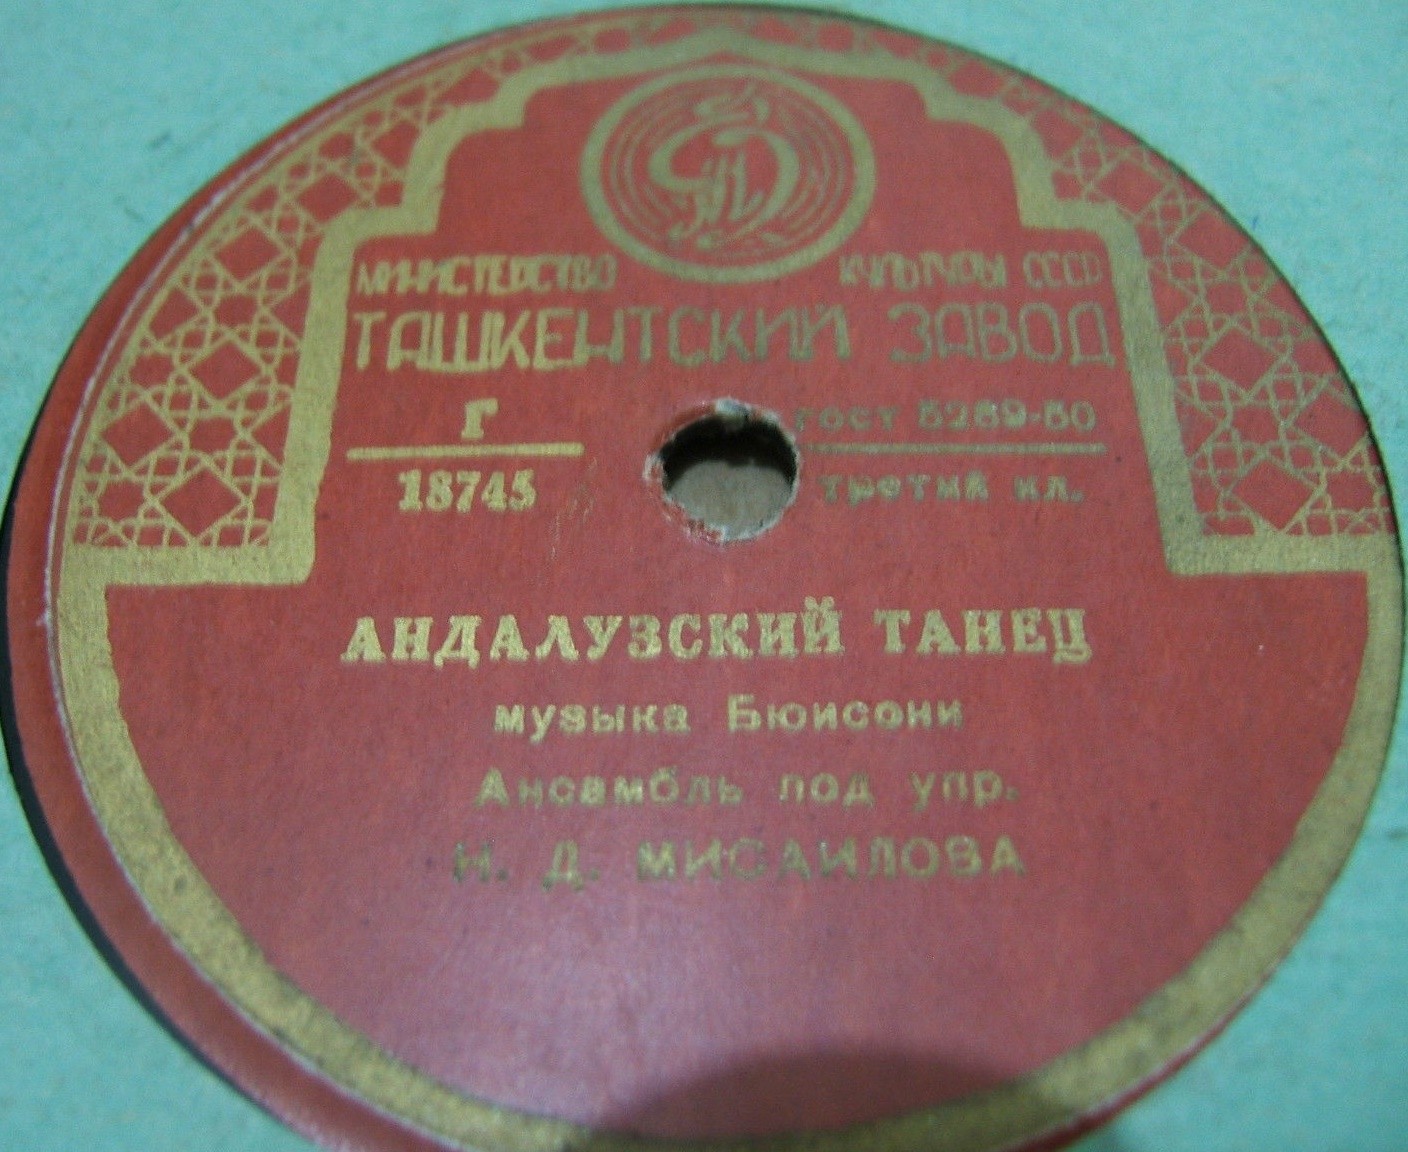 МИНИСТЕРСТВО КУЛЬТУРЫ СССР
ТАШКЕНТСКИЙ ЗАВОД
Г
18745
ГОСТ 5289-50
третий кл.
АНДАЛУЗСКИЙ ТАНЕЦ
музыка Бюисони
Ансамбль под упр.
Н. Д. МИСАИЛОВА